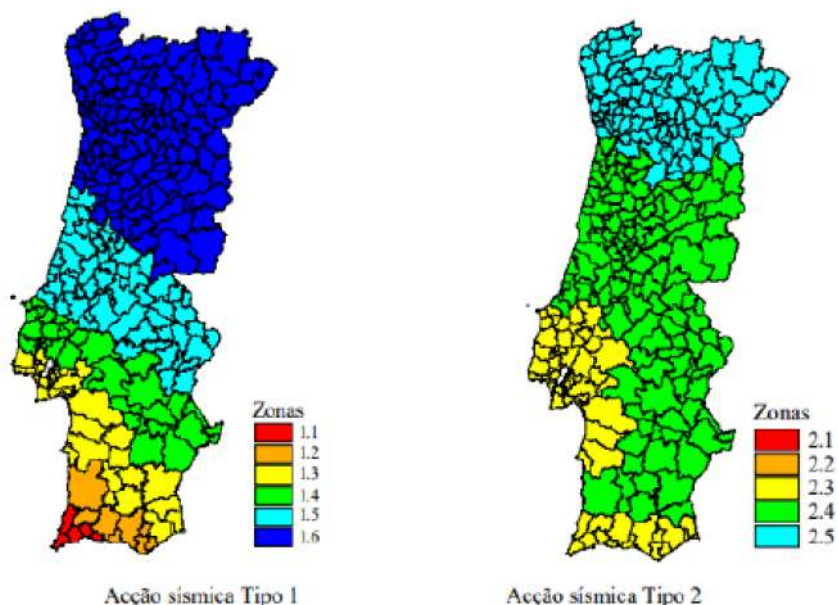 Zonas
1.1
1.2
1.3
1.4
1.5
1.6
Zonas
2.1
2.2
2.3
2.4
2.5
Acção sísmica Tipo 1
Acção sísmica Tipo 2